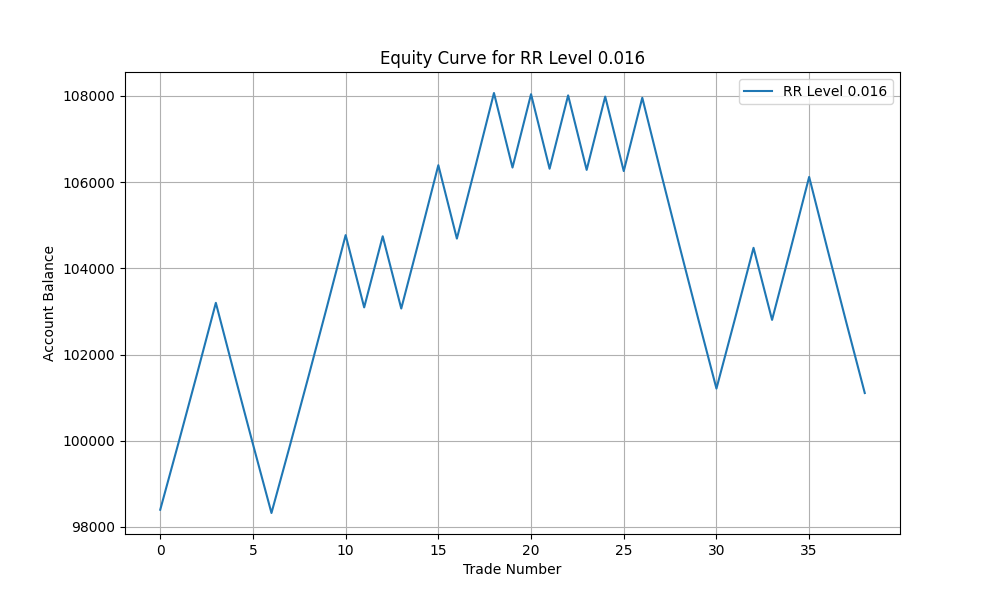 Equity Curve for RR Level 0.016
RR Level 0.016
108000
106000
104000
102000
100000
98000
Account Balance
0 5 10 15 20 25 30 35
Trade Number